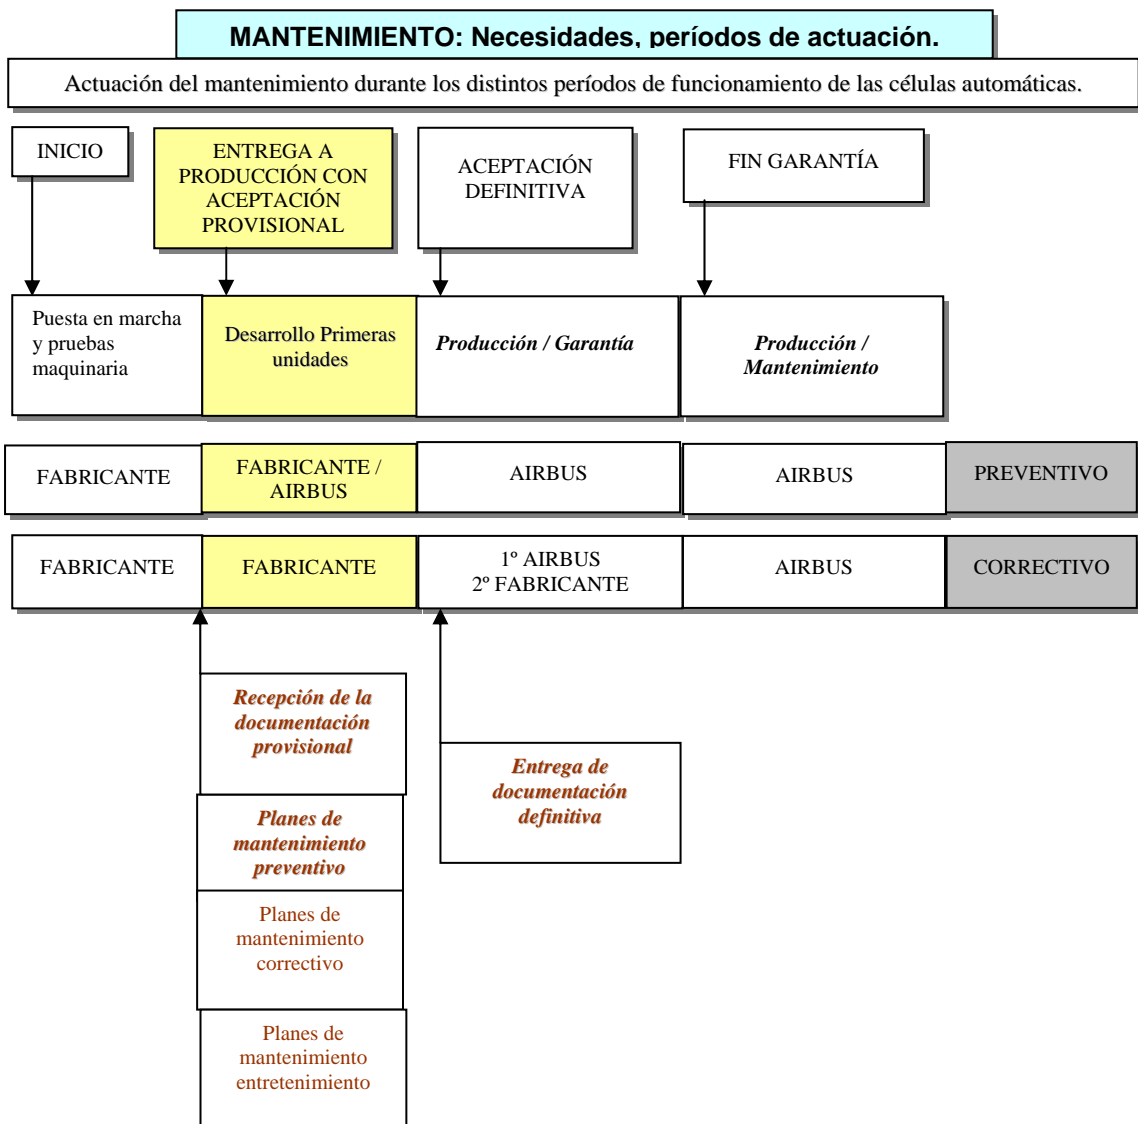 MANTENIMIENTO: Necesidades, períodos de actuación.
Actuación del mantenimiento durante los distintos períodos de funcionamiento de las células automáticas.
INICIO
ENTREGA A
PRODUCCIÓN CON
ACEPTACIÓN
PROVISIONAL
ACEPTACIÓN
DEFINITIVA
FIN GARANTÍA
Puesta en marcha
y pruebas
maquinaria
Desarrollo Primeras
unidades
Producción / Garantía
Producción /
Mantenimiento
FABRICANTE
FABRICANTE /
AIRBUS
AIRBUS
AIRBUS
PREVENTIVO
FABRICANTE
FABRICANTE
1º AIRBUS
2º FABRICANTE
AIRBUS
CORRECTIVO
Recepción de la
documentación
provisional
Entrega de
documentación
definitiva
Planes de
mantenimiento
preventivo
Planes de
mantenimiento
correctivo
Planes de
mantenimiento
entretenimiento